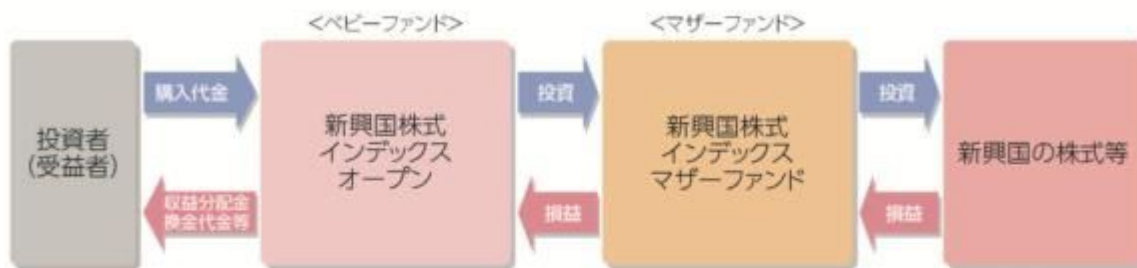 <ベビーファンド>
<マザーファンド>
投資者
(受益者)
購入代金
収益分配金
換金代金等
新興国株式
インデックス
オープン
投資
損益
新興国株式
インデックス
マザーファンド
投資
損益
新興国の株式等